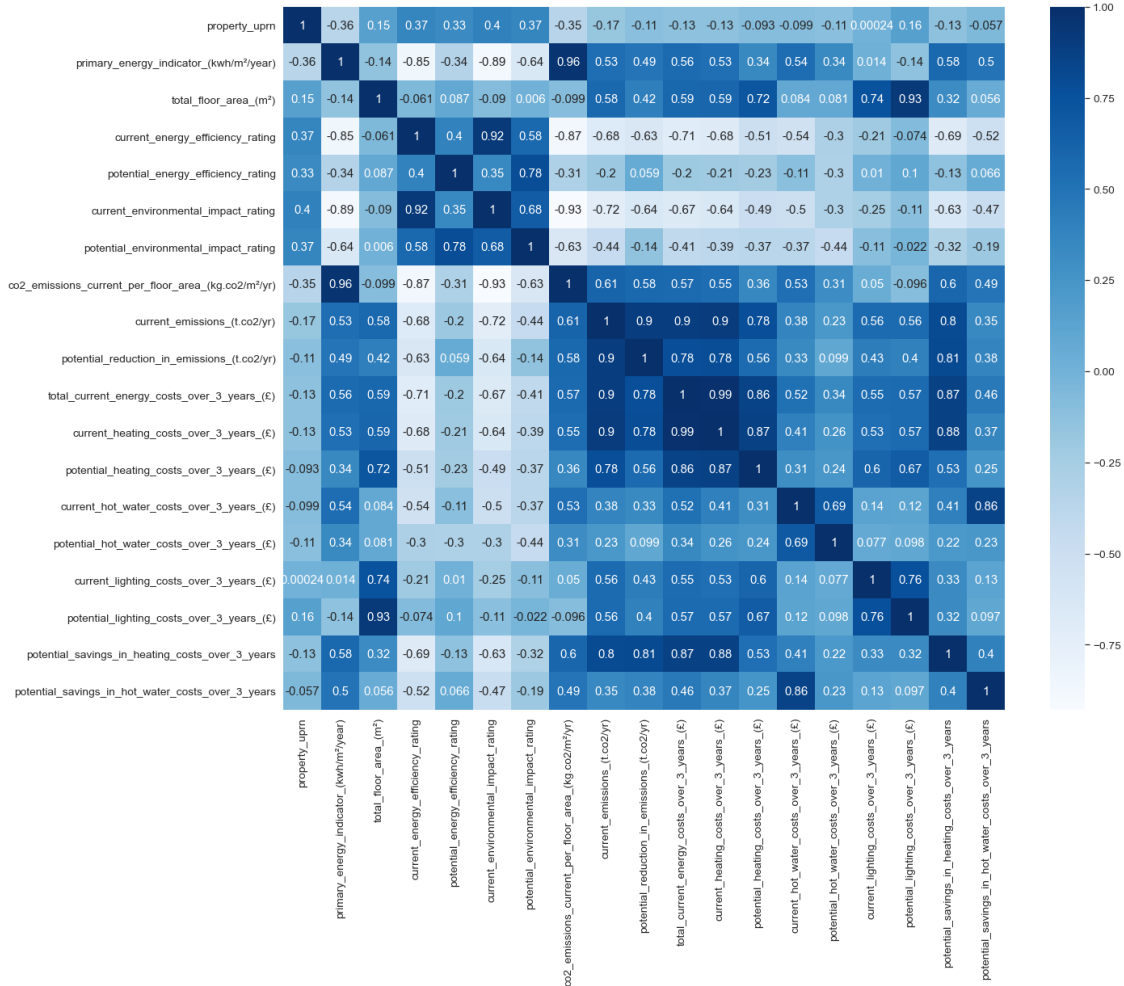 property_uprn 1 -0.36 0.15 0.37 0.33 0.4 0.37 -0.35 -0.17 -0.11 -0.13 -0.13 -0.093 -0.099 -0.11 0.00024 0.16 -0.13 -0.057
primary_energy_indicator_(kwh/m²/year) -0.36 1 -0.14 -0.85 -0.34 -0.89 -0.64 0.96 0.53 0.49 0.56 0.53 0.34 0.54 0.34 0.014 -0.14 0.58 0.5
total_floor_area_(m²) 0.15 -0.14 1 -0.061 0.087 -0.09 0.006 -0.099 0.58 0.42 0.59 0.59 0.72 0.084 0.081 0.74 0.93 0.32 0.056
current_energy_efficiency_rating 0.37 -0.85 -0.061 1 0.4 0.92 0.58 -0.87 -0.68 -0.63 -0.71 -0.68 -0.51 -0.54 -0.3 -0.21 -0.074 -0.69 -0.52
potential_energy_efficiency_rating 0.33 -0.34 0.087 0.4 1 0.35 0.78 -0.31 -0.2 0.059 -0.2 -0.21 -0.23 -0.11 -0.3 0.01 0.1 -0.13 0.066
current_environmental_impact_rating 0.4 -0.89 -0.09 0.92 0.35 1 0.68 -0.93 -0.72 -0.64 -0.67 -0.64 -0.49 -0.5 -0.3 -0.25 -0.11 -0.63 -0.47
potential_environmental_impact_rating 0.37 -0.64 0.006 0.58 0.78 0.68 1 -0.63 -0.44 -0.14 -0.41 -0.39 -0.37 -0.37 -0.44 -0.11 -0.022 -0.32 -0.19
co2_emissions_current_per_floor_area_(kg.co2/m²/yr) -0.35 0.96 -0.099 -0.87 -0.31 -0.93 -0.63 1 0.61 0.58 0.57 0.55 0.36 0.53 0.31 0.05 -0.096 0.6 0.49
current_emissions_(t.co2/yr) -0.17 0.53 0.58 -0.68 -0.2 -0.72 -0.44 0.61 1 0.9 0.9 0.9 0.78 0.38 0.23 0.56 0.56 0.8 0.35
potential_reduction_in_emissions_(t.co2/yr) -0.11 0.49 0.42 -0.63 0.059 -0.64 -0.14 0.58 0.9 1 0.78 0.78 0.56 0.33 0.099 0.43 0.4 0.81 0.38
total_current_energy_costs_over_3_years_(£) -0.13 0.56 0.59 -0.71 -0.2 -0.67 -0.41 0.57 0.9 0.78 1 0.99 0.86 0.52 0.34 0.55 0.57 0.87 0.46
current_heating_costs_over_3_years_(£) -0.13 0.53 0.59 -0.68 -0.21 -0.64 -0.39 0.55 0.9 0.78 0.99 1 0.87 0.41 0.26 0.53 0.57 0.88 0.37
potential_heating_costs_over_3_years_(£) -0.093 0.34 0.72 -0.51 -0.23 -0.49 -0.37 0.36 0.78 0.56 0.86 0.87 1 0.31 0.24 0.6 0.67 0.53 0.25
current_hot_water_costs_over_3_years_(£) -0.099 0.54 0.084 -0.54 -0.11 -0.5 -0.37 0.53 0.38 0.33 0.52 0.41 0.31 1 0.69 0.14 0.12 0.41 0.86
potential_hot_water_costs_over_3_years_(£) -0.11 0.34 0.081 -0.3 -0.3 -0.3 -0.44 0.31 0.23 0.099 0.34 0.26 0.24 0.69 1 0.077 0.098 0.22 0.23
current_lighting_costs_over_3_years_(£) 0.00024 0.014 0.74 -0.21 0.01 -0.25 -0.11 0.05 0.56 0.43 0.55 0.53 0.6 0.14 0.077 1 0.76 0.33 0.13
potential_lighting_costs_over_3_years_(£) 0.16 -0.14 0.93 -0.074 0.1 -0.11 -0.022 -0.096 0.56 0.4 0.57 0.57 0.67 0.12 0.098 0.76 1 0.32 0.097
potential_savings_in_heating_costs_over_3_years -0.13 0.58 0.32 -0.69 -0.13 -0.63 -0.32 0.6 0.8 0.81 0.87 0.88 0.53 0.41 0.22 0.33 0.32 1 0.4
potential_savings_in_hot_water_costs_over_3_years -0.057 0.5 0.056 -0.52 0.066 -0.47 -0.19 0.49 0.35 0.38 0.46 0.37 0.25 0.86 0.23 0.13 0.097 0.4 1
property_uprn
primary_energy_indicator_(kwh/m²/year)
total_floor_area_(m²)
current_energy_efficiency_rating
potential_energy_efficiency_rating
current_environmental_impact_rating
potential_environmental_impact_rating
co2_emissions_current_per_floor_area_(kg.co2/m²/yr)
current_emissions_(t.co2/yr)
potential_reduction_in_emissions_(t.co2/yr)
total_current_energy_costs_over_3_years_(£)
current_heating_costs_over_3_years_(£)
potential_heating_costs_over_3_years_(£)
current_hot_water_costs_over_3_years_(£)
potential_hot_water_costs_over_3_years_(£)
current_lighting_costs_over_3_years_(£)
potential_lighting_costs_over_3_years_(£)
potential_savings_in_heating_costs_over_3_years
potential_savings_in_hot_water_costs_over_3_years
1.00
0.75
0.50
0.25
0.00
-0.25
-0.50
-0.75